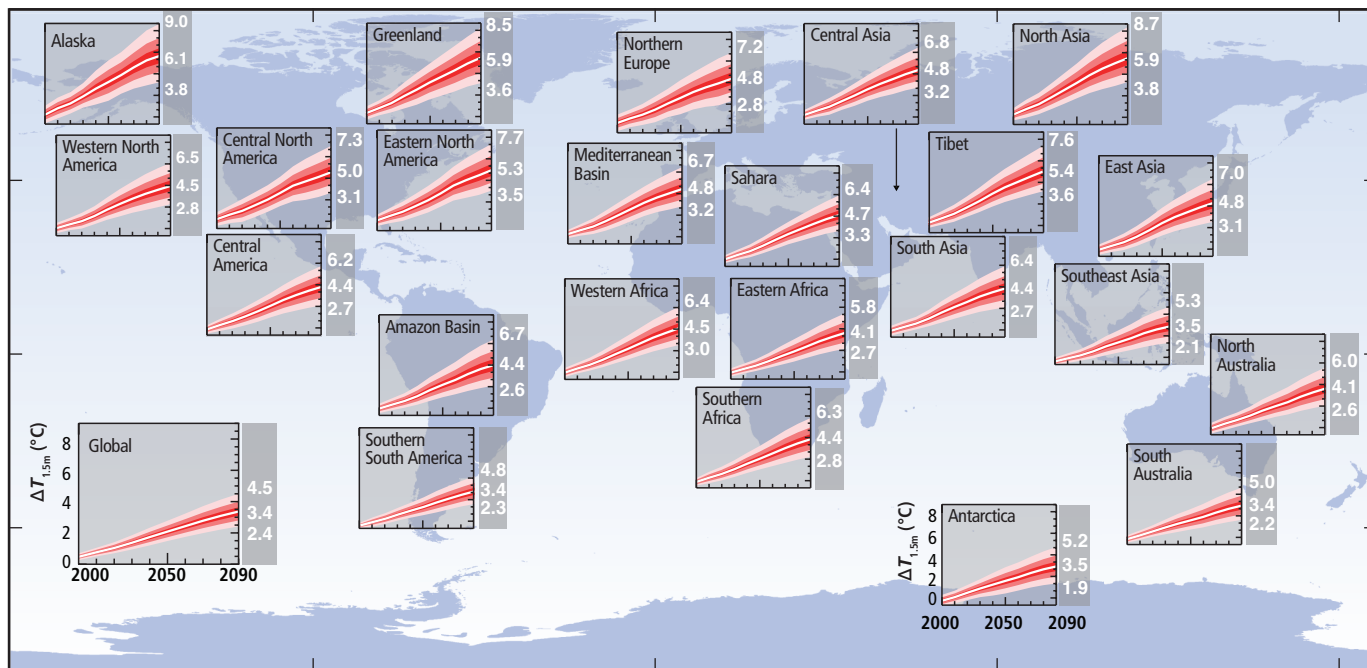 Alaska
9.0
6.1
3.8
Greenland
8.5
5.9
3.6
Northern
Europe
7.2
4.8
2.8
Central Asia
6.8
4.8
3.2
North Asia
8.7
5.9
3.8
Western North
America
6.5
4.5
2.8
Central North
America
7.3
5.0
3.1
Eastern North
America
7.7
5.3
3.5
Mediterranean
Basin
6.7
4.8
3.2
Sahara
6.4
4.7
3.3
Tibet
7.6
5.4
3.6
East Asia
7.0
4.8
3.1
Central
America
6.2
4.4
2.7
South Asia
6.4
4.4
2.7
Southeast Asia
5.3
3.5
2.1
Western Africa
6.4
4.5
3.0
Eastern Africa
5.8
4.1
2.7
Amazon Basin
6.7
4.4
2.6
North
Australia
6.0
4.1
2.6
Southern
Africa
6.3
4.4
2.8
Global
ΔT1.5m (°C)
8
6
4
2
0
2000 2050 2090
4.5
3.4
2.4
Southern
South America
4.8
3.4
2.3
South
Australia
5.0
3.4
2.2
Antarctica
ΔT1.5m (°C)
8
6
4
2
0
2000 2050 2090
5.2
3.5
1.9